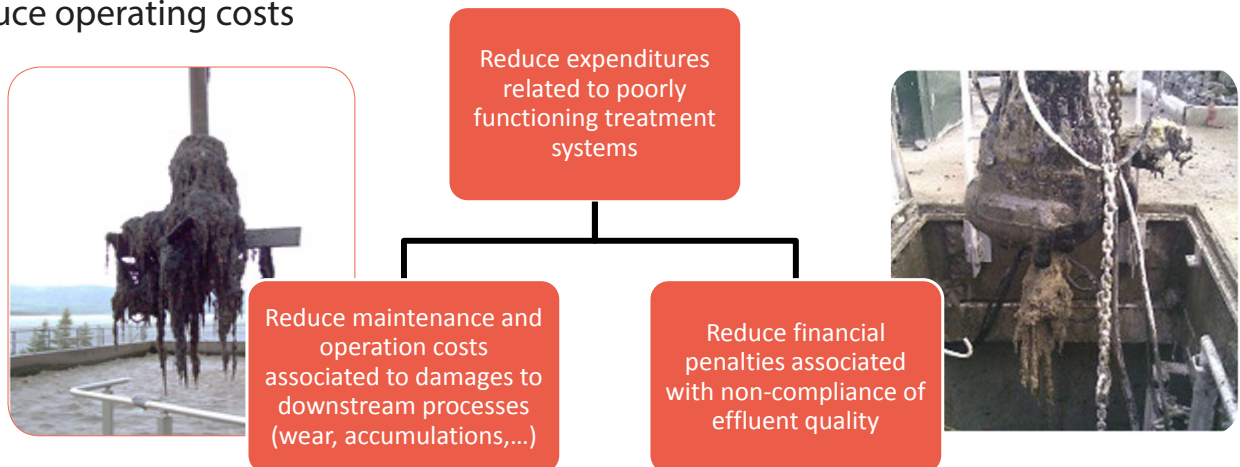 operating costs
Reduce expenditures
related to poorly
functioning treatment
systems
Reduce maintenance and
operation costs
associated to damages to
downstream processes
(wear, accumulations,…)
Reduce financial
penalties associated
with non-compliance of
effluent quality